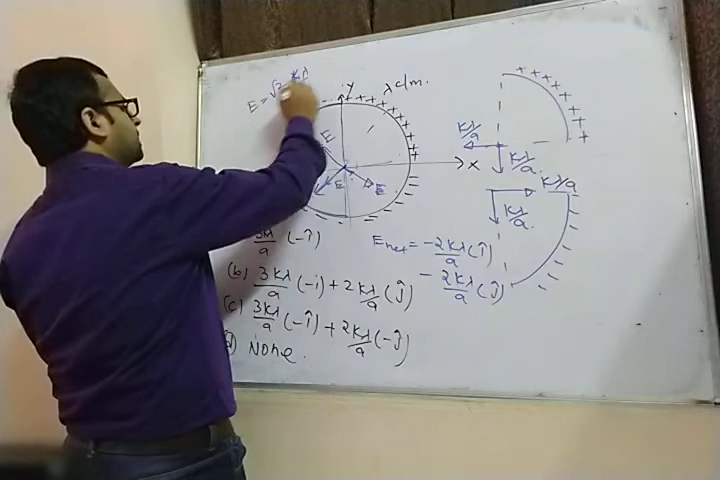 E = √2 kλ
Y
λ c/m.
E
E
E
X
kλ/a
kλ/a.
kλ/a
kλ/a.
3kλ/a (-î)
(b) 3kλ/a (-i) + 2kλ/a (ĵ)
(c) 3kλ/a (-î) + 2kλ/a (-ĵ)
(d) None.
Enet = -2kλ/a (î)
- 2kλ/a (ĵ)